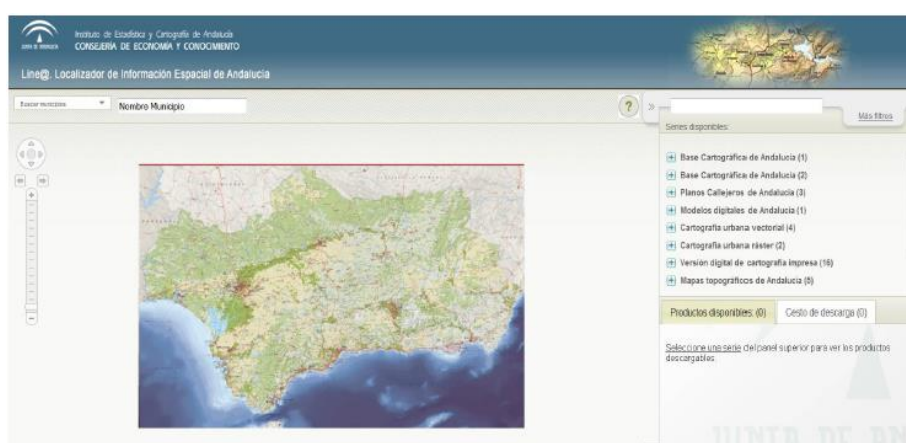 Instituto de Estadística y Cartografía de Andalucía
CONSEJERÍA DE ECONOMÍA Y CONOCIMIENTO
JUNTA DE ANDALUCIA
Line@. Localizador de Información Espacial de Andalucía
Buscar municipios
Nombre Municipio
?
»
Más filtros
Series disponibles:
Base Cartográfica de Andalucía (1)
Base Cartográfica de Andalucía (2)
Planos Callejeros de Andalucía (3)
Modelos digitales de Andalucía (1)
Cartografía urbana vectorial (4)
Cartografía urbana ráster (2)
Versión digital de cartografía impresa (16)
Mapas topográficos de Andalucía (5)
Productos disponibles: (0)
Cesto de descarga (0)
Seleccione una serie del panel superior para ver los productos
descargables